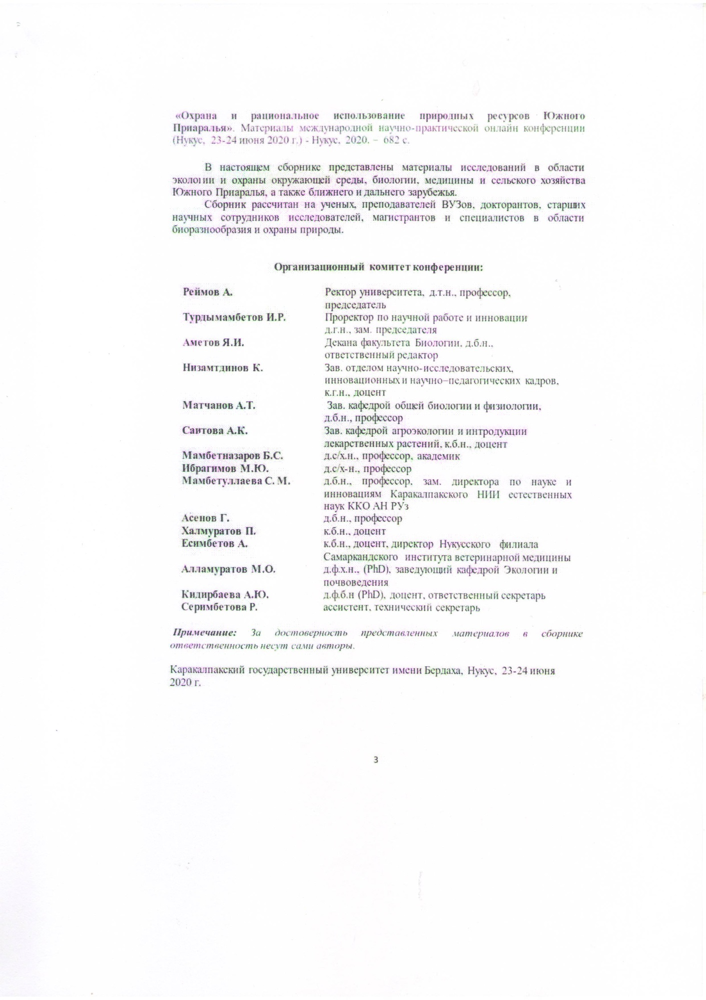 «Охрана и рациональное использование природных ресурсов Южного
Приаралья». Материалы международной научно-практической онлайн конференции
(Нукус, 23-24 июня 2020 г.) - Нукус, 2020. – 682 с.
В настоящем сборнике представлены материалы исследований в области
экологии и охраны окружающей среды, биологии, медицины и сельского хозяйства
Южного Приаралья, а также ближнего и дальнего зарубежья.
Сборник рассчитан на ученых, преподавателей ВУЗов, докторантов, старших
научных сотрудников исследователей, магистрантов и специалистов в области
биоразнообразия и охраны природы.
Организационный комитет конференции:
Реймов А. Ректор университета, д.т.н., профессор,
председатель
Турдымамбетов И.Р. Проректор по научной работе и инновации
д.г.н., зам. председателя
Аметов Я.И. Декана факультета Биологии, д.б.н.,
ответственный редактор
Низамтдинов К. Зав. отделом научно-исследовательских,
инновационных и научно–педагогических кадров,
к.г.н., доцент
Матчанов А.Т. Зав. кафедрой общей биологии и физиологии,
д.б.н., профессор
Саитова А.К. Зав. кафедрой агроэкологии и интродукции
лекарственных растений, к.б.н., доцент
Мамбетназаров Б.С. д.с/х.н., профессор, академик
Ибрагимов М.Ю. д.с/х-н., профессор
Мамбетуллаева С. М. д.б.н., профессор, зам. директора по науке и
инновациям Каракалпакского НИИ естественных
наук ККО АН РУз
Асенов Г. д.б.н., профессор
Халмуратов П. к.б.н., доцент
Есимбетов А. к.б.н., доцент, директор Нукусского филиала
Самаркандского института ветеринарной медицины
Алламуратов М.О. д.ф.х.н., (PhD), заведующий кафедрой Экологии и
почвоведения
Кидирбаева А.Ю. д.ф.б.н (PhD), доцент, ответственный секретарь
Серимбетова Р. ассистент, технический секретарь
Примечание: За достоверность представленных материалов в сборнике
ответственность несут сами авторы.
Каракалпакский государственный университет имени Бердаха, Нукус, 23-24 июня
2020 г.
3